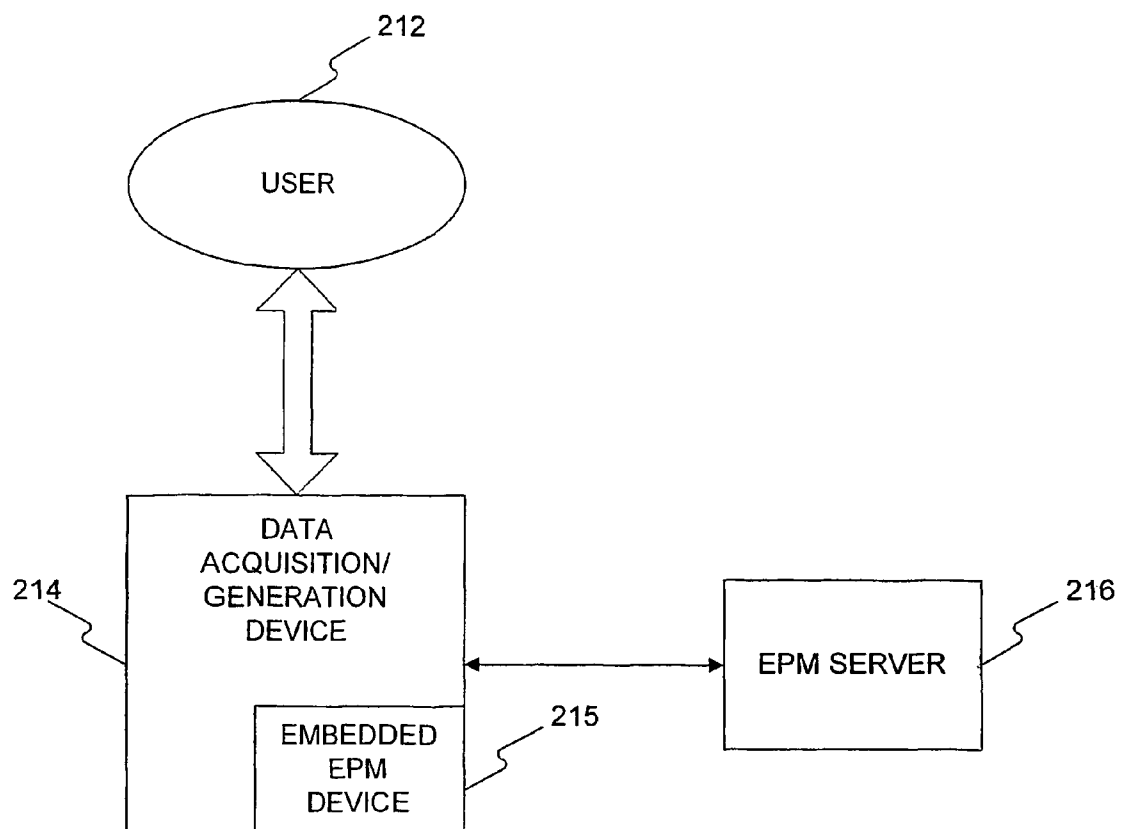 212
USER
DATA
ACQUISITION/
GENERATION
DEVICE
214
216
EPM SERVER
215
EMBEDDED
EPM
DEVICE